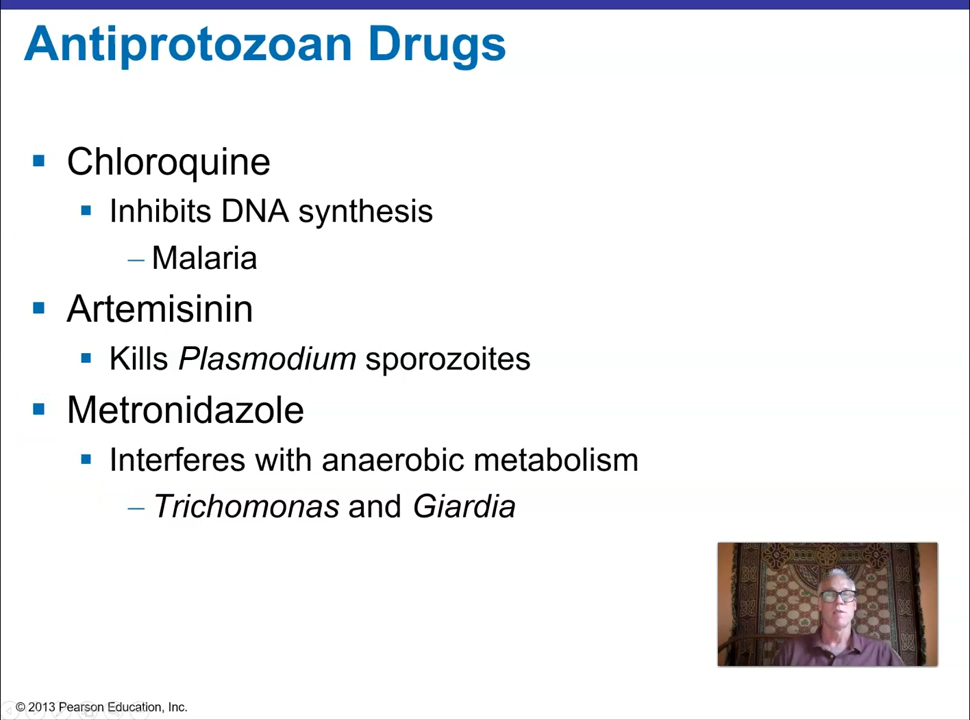 Antiprotozoan Drugs
Chloroquine
Inhibits DNA synthesis
– Malaria
Artemisinin
Kills Plasmodium sporozoites
Metronidazole
Interferes with anaerobic metabolism
– Trichomonas and Giardia
© 2013 Pearson Education, Inc.